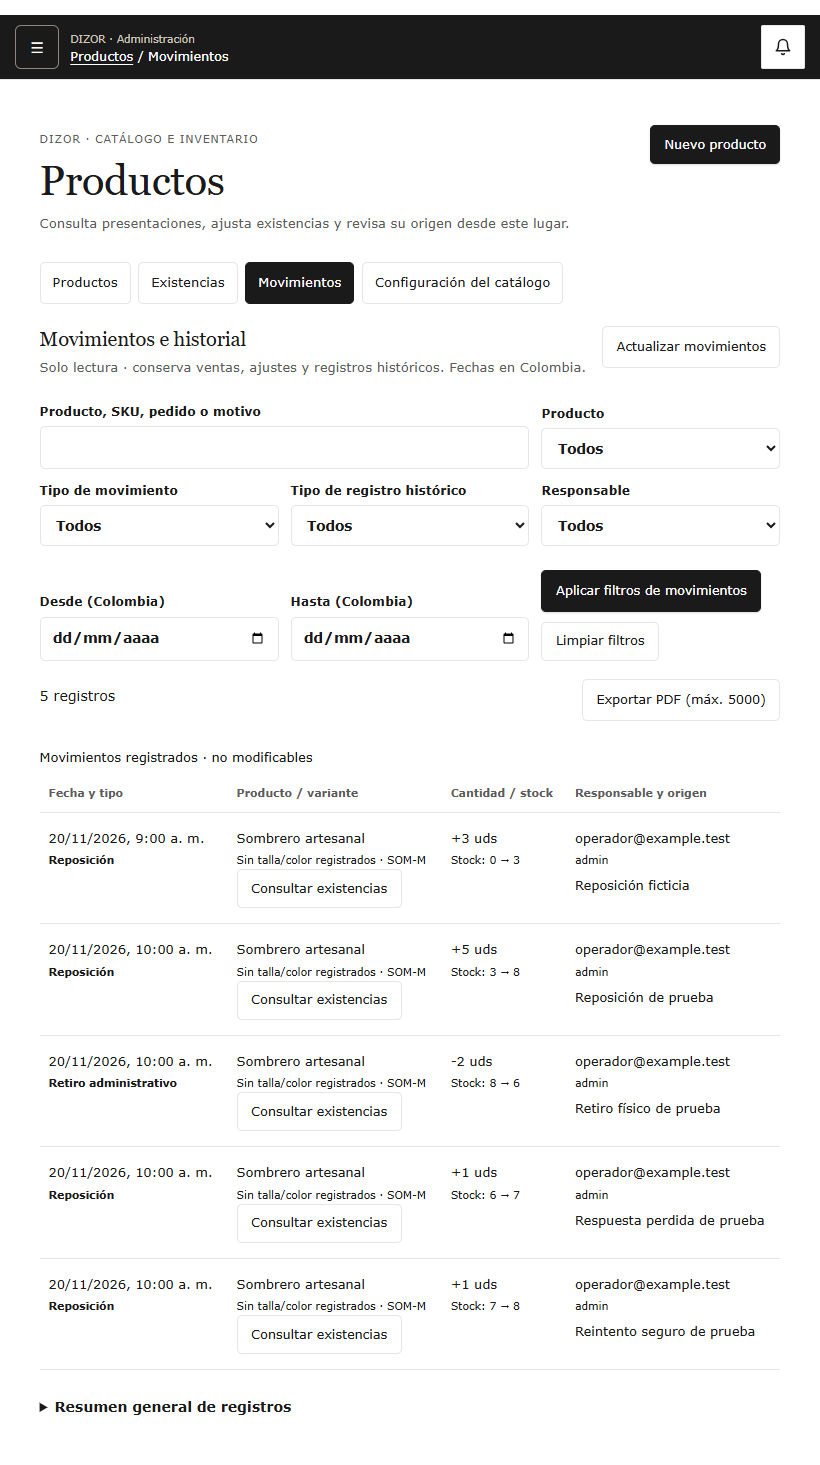 DIZOR · Administración
Productos / Movimientos
DIZOR · CATÁLOGO E INVENTARIO
Nuevo producto
Productos
Consulta presentaciones, ajusta existencias y revisa su origen desde este lugar.
Productos
Existencias
Movimientos
Configuración del catálogo
Movimientos e historial
Actualizar movimientos
Solo lectura · conserva ventas, ajustes y registros históricos. Fechas en Colombia.
Producto, SKU, pedido o motivo
Producto
Todos
Tipo de movimiento
Tipo de registro histórico
Responsable
Todos
Todos
Todos
Aplicar filtros de movimientos
Desde (Colombia)
Hasta (Colombia)
dd/mm/aaaa
dd/mm/aaaa
Limpiar filtros
5 registros
Exportar PDF (máx. 5000)
Movimientos registrados · no modificables
Fecha y tipo
Producto / variante
Cantidad / stock
Responsable y origen
20/11/2026, 9:00 a. m.
Reposición
Sombrero artesanal
Sin talla/color registrados · SOM-M
Consultar existencias
+3 uds
Stock: 0 → 3
operador@example.test
admin
Reposición ficticia
20/11/2026, 10:00 a. m.
Reposición
Sombrero artesanal
Sin talla/color registrados · SOM-M
Consultar existencias
+5 uds
Stock: 3 → 8
operador@example.test
admin
Reposición de prueba
20/11/2026, 10:00 a. m.
Retiro administrativo
Sombrero artesanal
Sin talla/color registrados · SOM-M
Consultar existencias
-2 uds
Stock: 8 → 6
operador@example.test
admin
Retiro físico de prueba
20/11/2026, 10:00 a. m.
Reposición
Sombrero artesanal
Sin talla/color registrados · SOM-M
Consultar existencias
+1 uds
Stock: 6 → 7
operador@example.test
admin
Respuesta perdida de prueba
20/11/2026, 10:00 a. m.
Reposición
Sombrero artesanal
Sin talla/color registrados · SOM-M
Consultar existencias
+1 uds
Stock: 7 → 8
operador@example.test
admin
Reintento seguro de prueba
Resumen general de registros